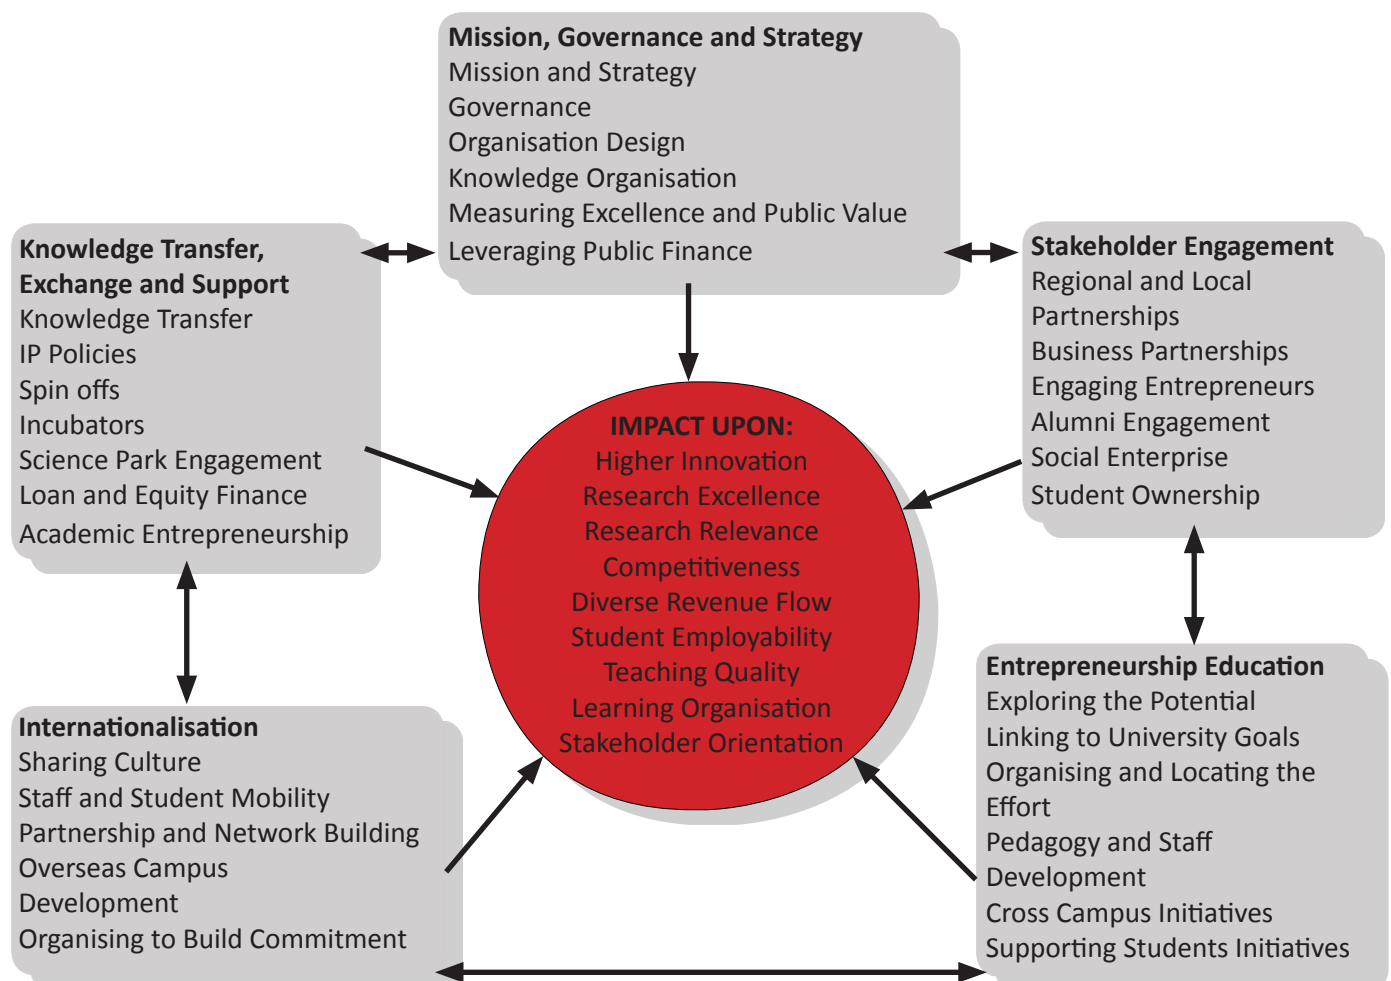 Mission, Governance and Strategy
Mission and Strategy
Governance
Organisation Design
Knowledge Organisation
Measuring Excellence and Public Value
Leveraging Public Finance
Knowledge Transfer,
Exchange and Support
Knowledge Transfer
IP Policies
Spin offs
Incubators
Science Park Engagement
Loan and Equity Finance
Academic Entrepreneurship
Stakeholder Engagement
Regional and Local
Partnerships
Business Partnerships
Engaging Entrepreneurs
Alumni Engagement
Social Enterprise
Student Ownership
IMPACT UPON:
Higher Innovation
Research Excellence
Research Relevance
Competitiveness
Diverse Revenue Flow
Student Employability
Teaching Quality
Learning Organisation
Stakeholder Orientation
Internationalisation
Sharing Culture
Staff and Student Mobility
Partnership and Network Building
Overseas Campus
Development
Organising to Build Commitment
Entrepreneurship Education
Exploring the Potential
Linking to University Goals
Organising and Locating the
Effort
Pedagogy and Staff
Development
Cross Campus Initiatives
Supporting Students Initiatives